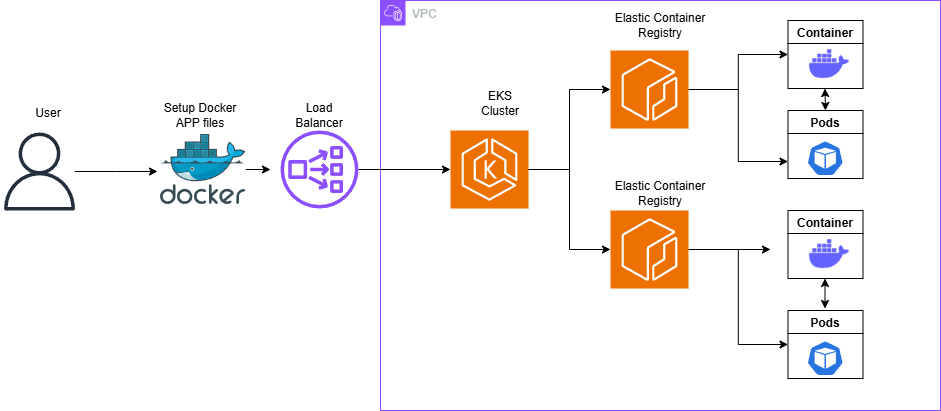 VPC
Elastic Container
Registry
Container
User
Setup Docker
APP files
Load
Balancer
EKS
Cluster
docker
K
Pods
Elastic Container
Registry
Container
Pods